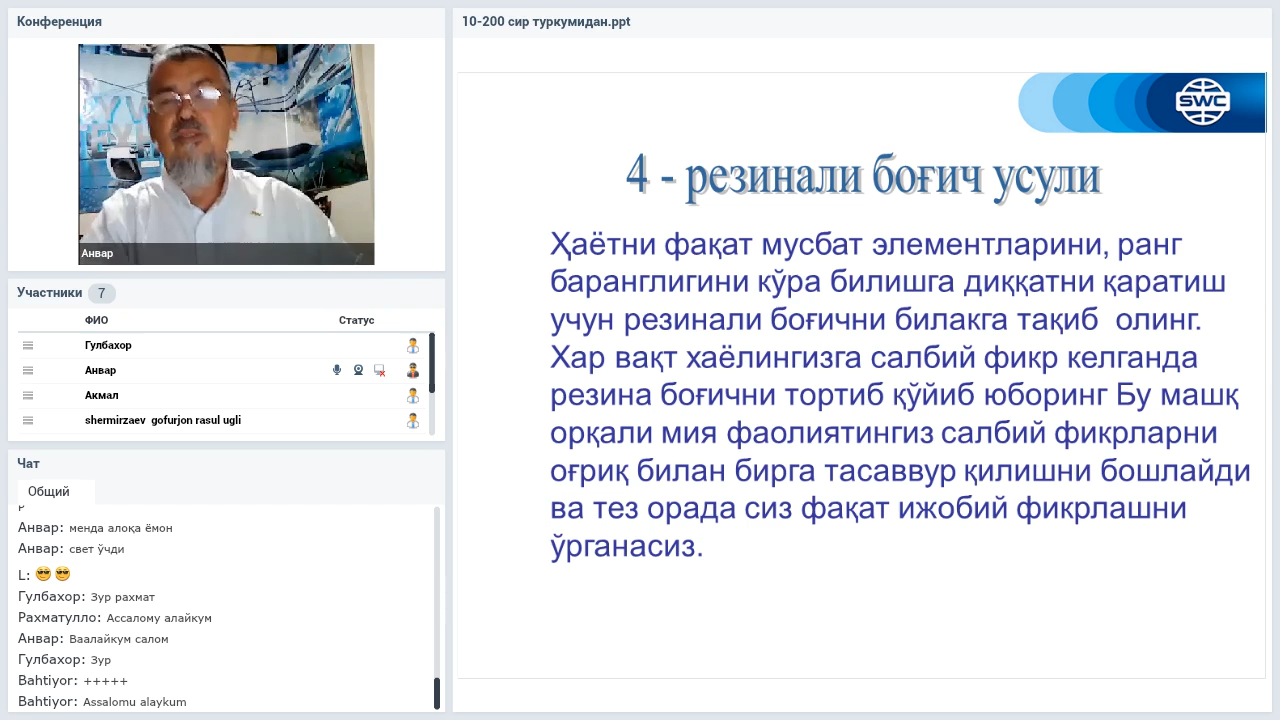 Конференция
Анвар
Участники 7
ФИО Статус
Гулбахор
Анвар
Акмал
shermirzaev gofurjon rasul ugli
Чат
Общий
Анвар: менда алоқа ёмон
Анвар: свет ўчди
L:
Гулбахор: Зур рахмат
Рахматулло: Ассалому алайкум
Анвар: Ваалайкум салом
Гулбахор: Зур
Bahtiyor: +++++
Bahtiyor: Assalomu alaykum
10-200 сир туркумидан.ppt
SWC
4 - резинали боғич усули
Ҳаётни фақат мусбат элементларини, ранг
баранглигини кўра билишга диққатни қаратиш
учун резинали боғични билакга тақиб олинг.
Хар вақт хаёлингизга салбий фикр келганда
резина боғични тортиб қўйиб юборинг Бу машқ
орқали мия фаолиятингиз салбий фикрларни
оғриқ билан бирга тасаввур қилишни бошлайди
ва тез орада сиз фақат ижобий фикрлашни
ўрганасиз.